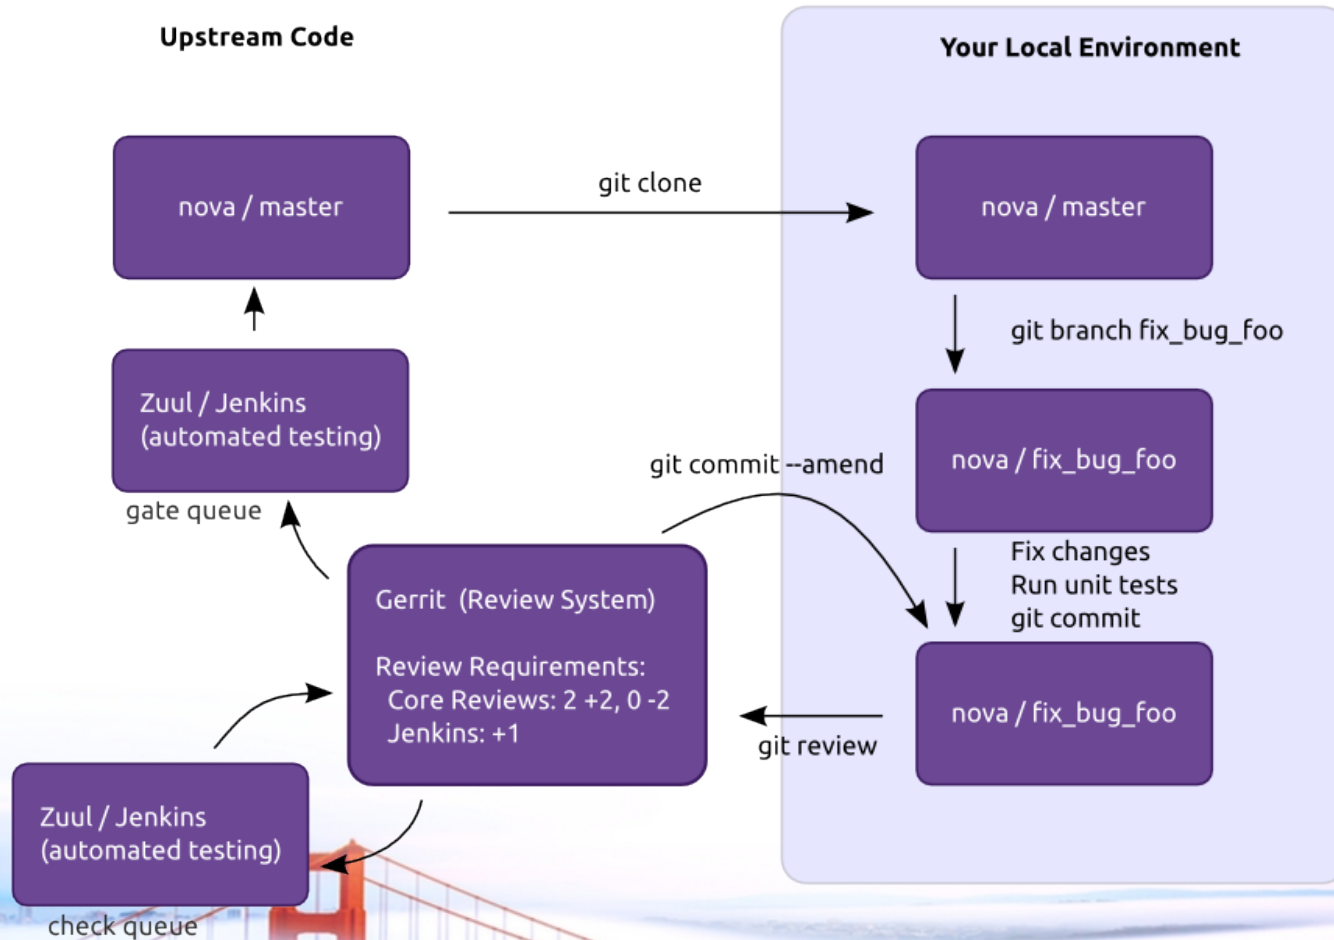 Upstream Code
Your Local Environment
nova / master
git clone
nova / master
git branch fix_bug_foo
Zuul / Jenkins
(automated testing)
gate queue
git commit --amend
nova / fix_bug_foo
Fix changes
Run unit tests
git commit
Gerrit  (Review System)
Review Requirements:
Core Reviews: 2 +2, 0 -2
Jenkins: +1
nova / fix_bug_foo
git review
Zuul / Jenkins
(automated testing)
check queue